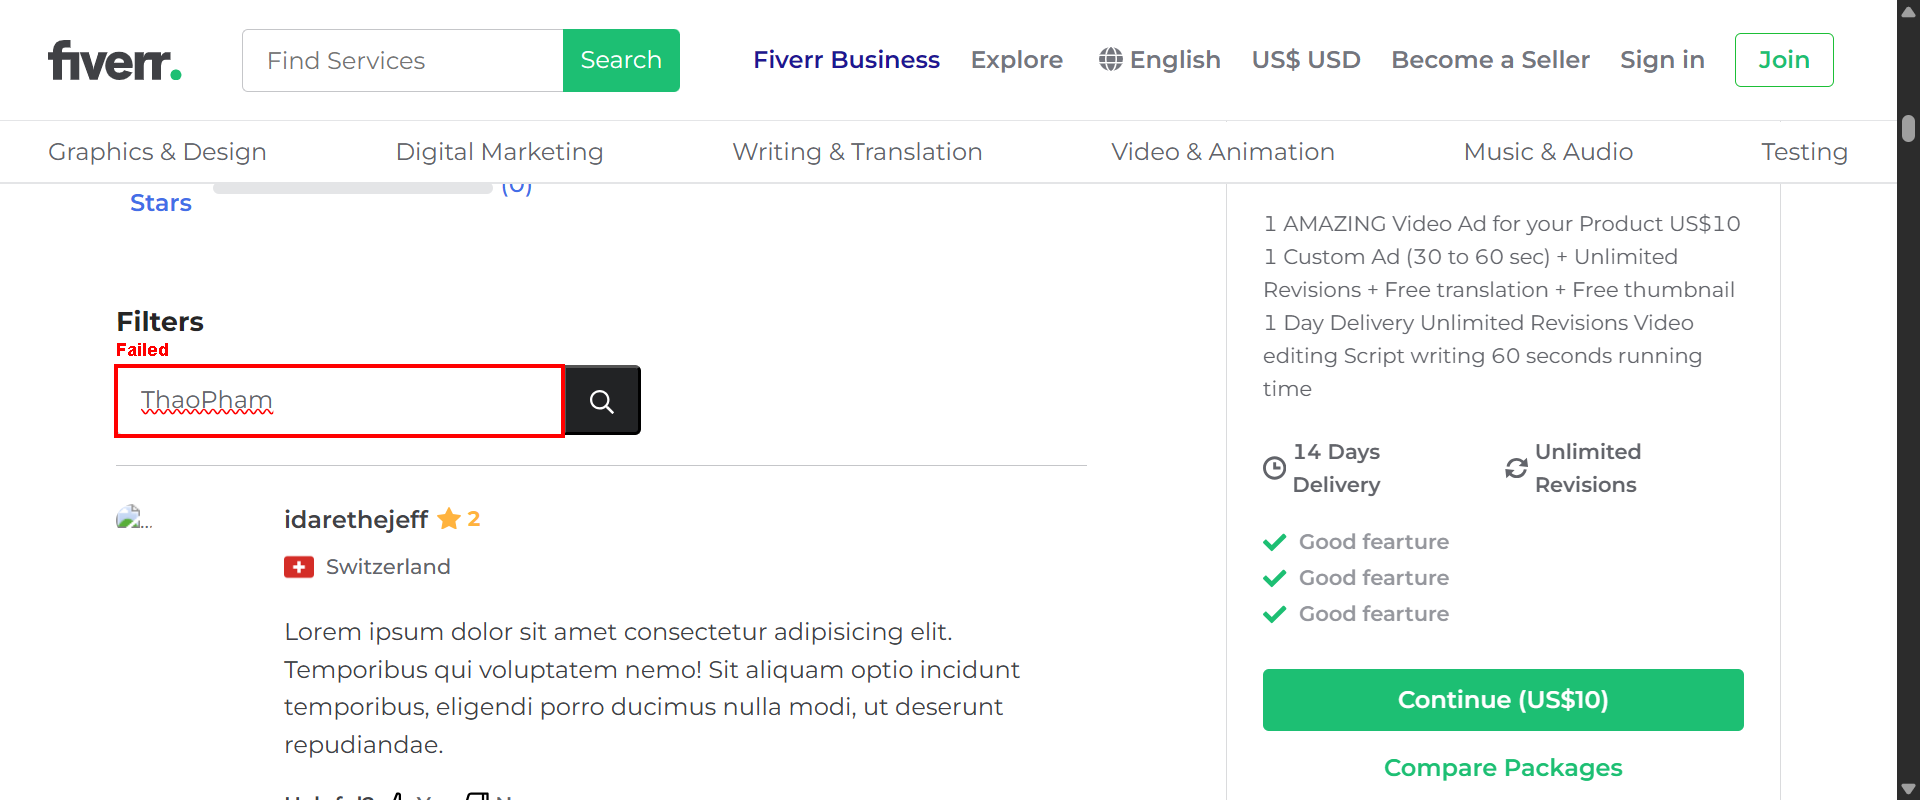 fiverr.
Find Services
Search
Fiverr Business
Explore
English
US$ USD
Become a Seller
Sign in
Join
Graphics & Design
Digital Marketing
Writing & Translation
Video & Animation
Music & Audio
Testing
Stars
(0)
Filters
Failed
ThaoPham
idarethejeff 2
Switzerland
Lorem ipsum dolor sit amet consectetur adipisicing elit.
Temporibus qui voluptatem nemo! Sit aliquam optio incidunt
temporibus, eligendi porro ducimus nulla modi, ut deserunt
repudiandae.
1 AMAZING Video Ad for your Product US$10
1 Custom Ad (30 to 60 sec) + Unlimited
Revisions + Free translation + Free thumbnail
1 Day Delivery Unlimited Revisions Video
editing Script writing 60 seconds running
time
14 Days
Delivery
Unlimited
Revisions
Good fearture
Good fearture
Good fearture
Continue (US$10)
Compare Packages